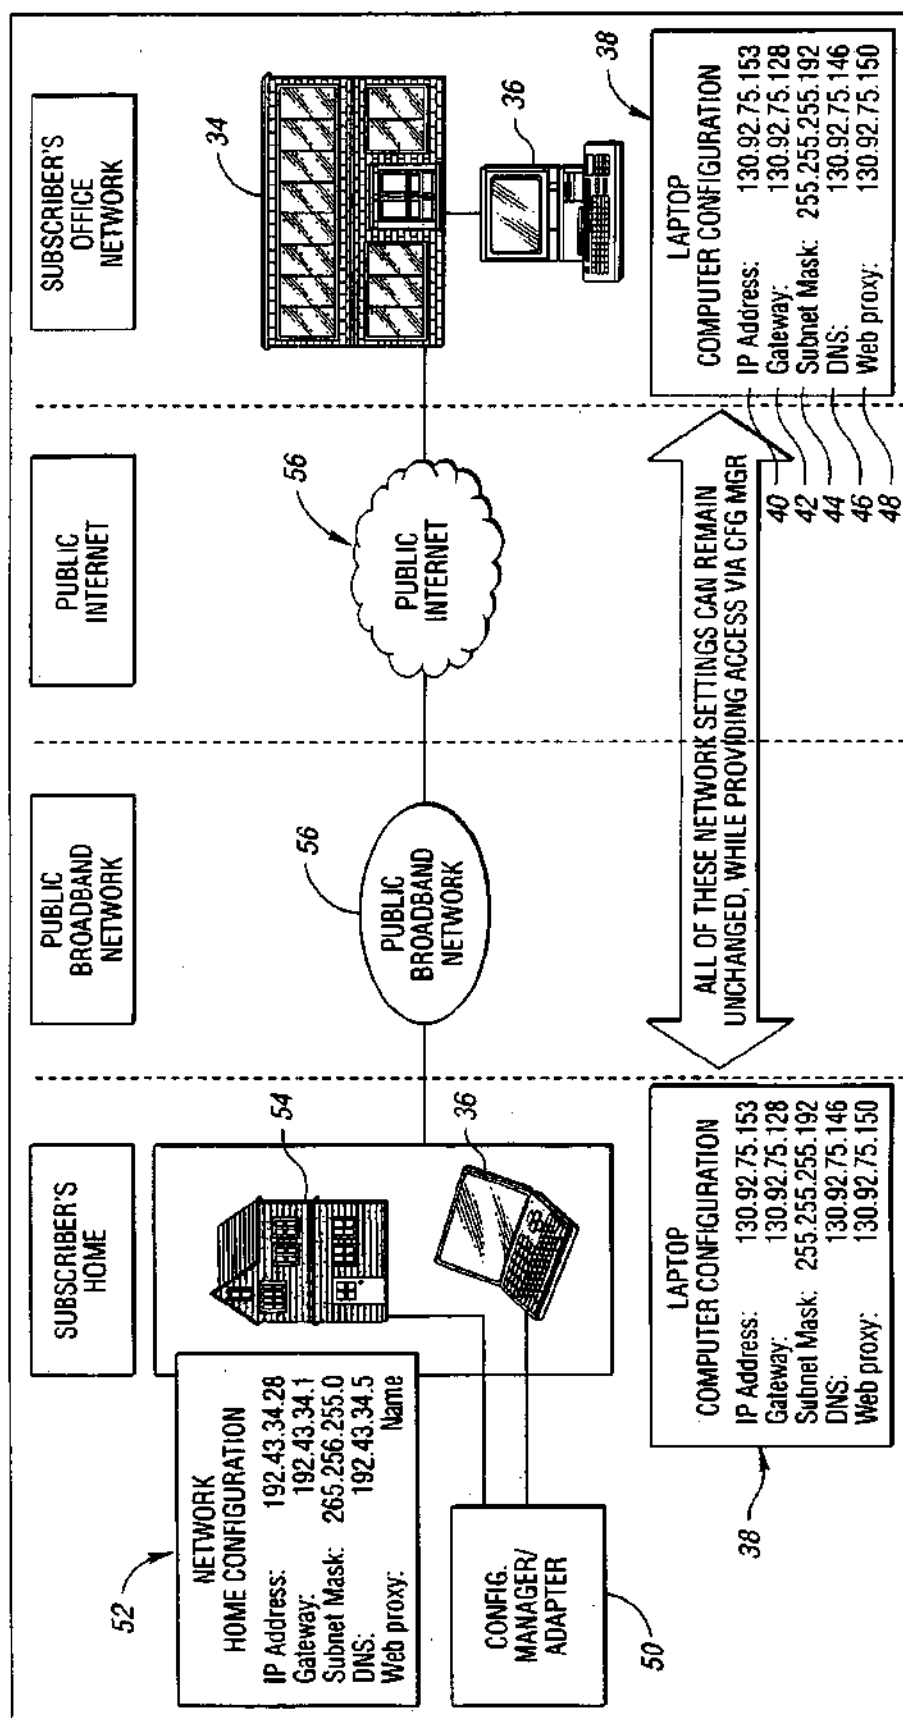 SUBSCRIBER'S
HOME
PUBLIC
BROADBAND
NETWORK
PUBLIC
INTERNET
SUBSCRIBER'S
OFFICE
NETWORK
52
NETWORK
HOME CONFIGURATION
IP Address: 192.43.34.28
Gateway: 192.43.34.1
Subnet Mask: 265.256.255.0
DNS: 192.43.34.5
Web proxy: Name
54
36
CONFIG.
MANAGER/
ADAPTER
50
56
PUBLIC
BROADBAND
NETWORK
56
PUBLIC
INTERNET
34
36
38
LAPTOP
COMPUTER CONFIGURATION
IP Address: 130.92.75.153
Gateway: 130.92.75.128
Subnet Mask: 255.255.255.192
DNS: 130.92.75.146
Web proxy: 130.92.75.150
ALL OF THESE NETWORK SETTINGS CAN REMAIN
UNCHANGED, WHILE PROVIDING ACCESS VIA CFG MGR
38
LAPTOP
COMPUTER CONFIGURATION
40 IP Address: 130.92.75.153
42 Gateway: 130.92.75.128
44 Subnet Mask: 255.255.255.192
46 DNS: 130.92.75.146
48 Web proxy: 130.92.75.150